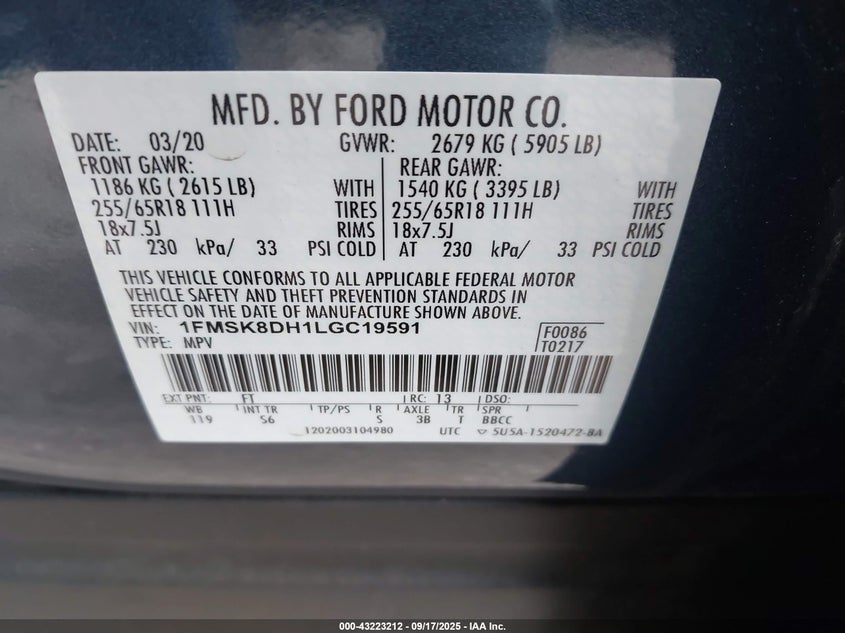 MFD. BY FORD MOTOR CO.
DATE: 03/20 GVWR: 2679 KG ( 5905 LB)
FRONT GAWR: REAR GAWR:
1186 KG ( 2615 LB) WITH 1540 KG ( 3395 LB) WITH
255/65R18 111H TIRES 255/65R18 111H TIRES
18x7.5J RIMS 18x7.5J RIMS
AT 230 kPa/ 33 PSI COLD AT 230 kPa/ 33 PSI COLD
THIS VEHICLE CONFORMS TO ALL APPLICABLE FEDERAL MOTOR
VEHICLE SAFETY AND THEFT PREVENTION STANDARDS IN
EFFECT ON THE DATE OF MANUFACTURE SHOWN ABOVE.
VIN: 1FMSK8DH1LGC19591 F0086
TYPE: MPV T0217
EXT PNT: FT RC: 13 DSO:
WB INT TR TP/PS R AXLE TR SPR
119 S6 S 3B T BBCC
1202003104980 UTC ▽ 5U5A-1520472-BA
000-43223212 - 09/17/2025 - IAA Inc.